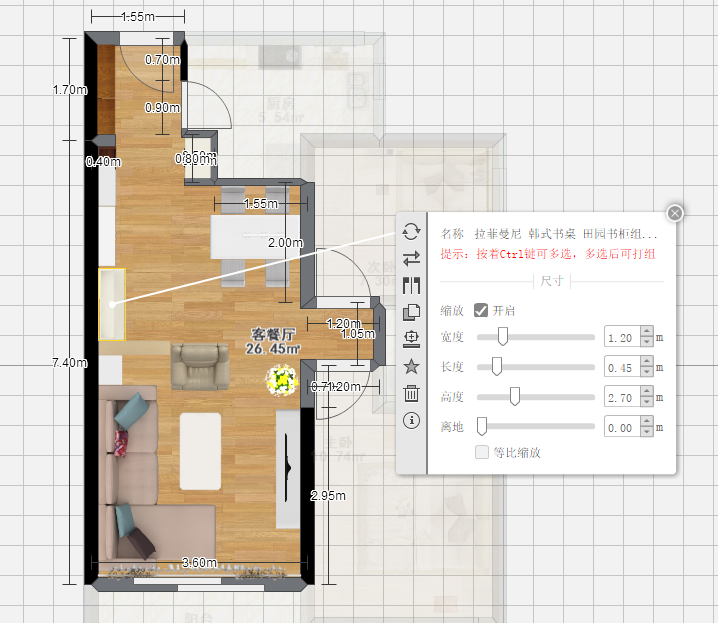 1.55m
0.70m
1.70m
0.90m
厨房
5.54㎡
0.40m
0.80m
1.55m
2.00m
次卧
名称 拉菲曼尼 韩式书桌 田园书柜组...
提示: 按着Ctrl键可多选, 多选后可打组
尺寸
缩放 开启
宽度 1.20 m
长度 0.45 m
高度 2.70 m
离地 0.00 m
等比缩放
1.20m
1.05m
客餐厅
26.45㎡
7.40m
0.71
1.20m
主卧
10.74㎡
2.95m
3.60m
阳台